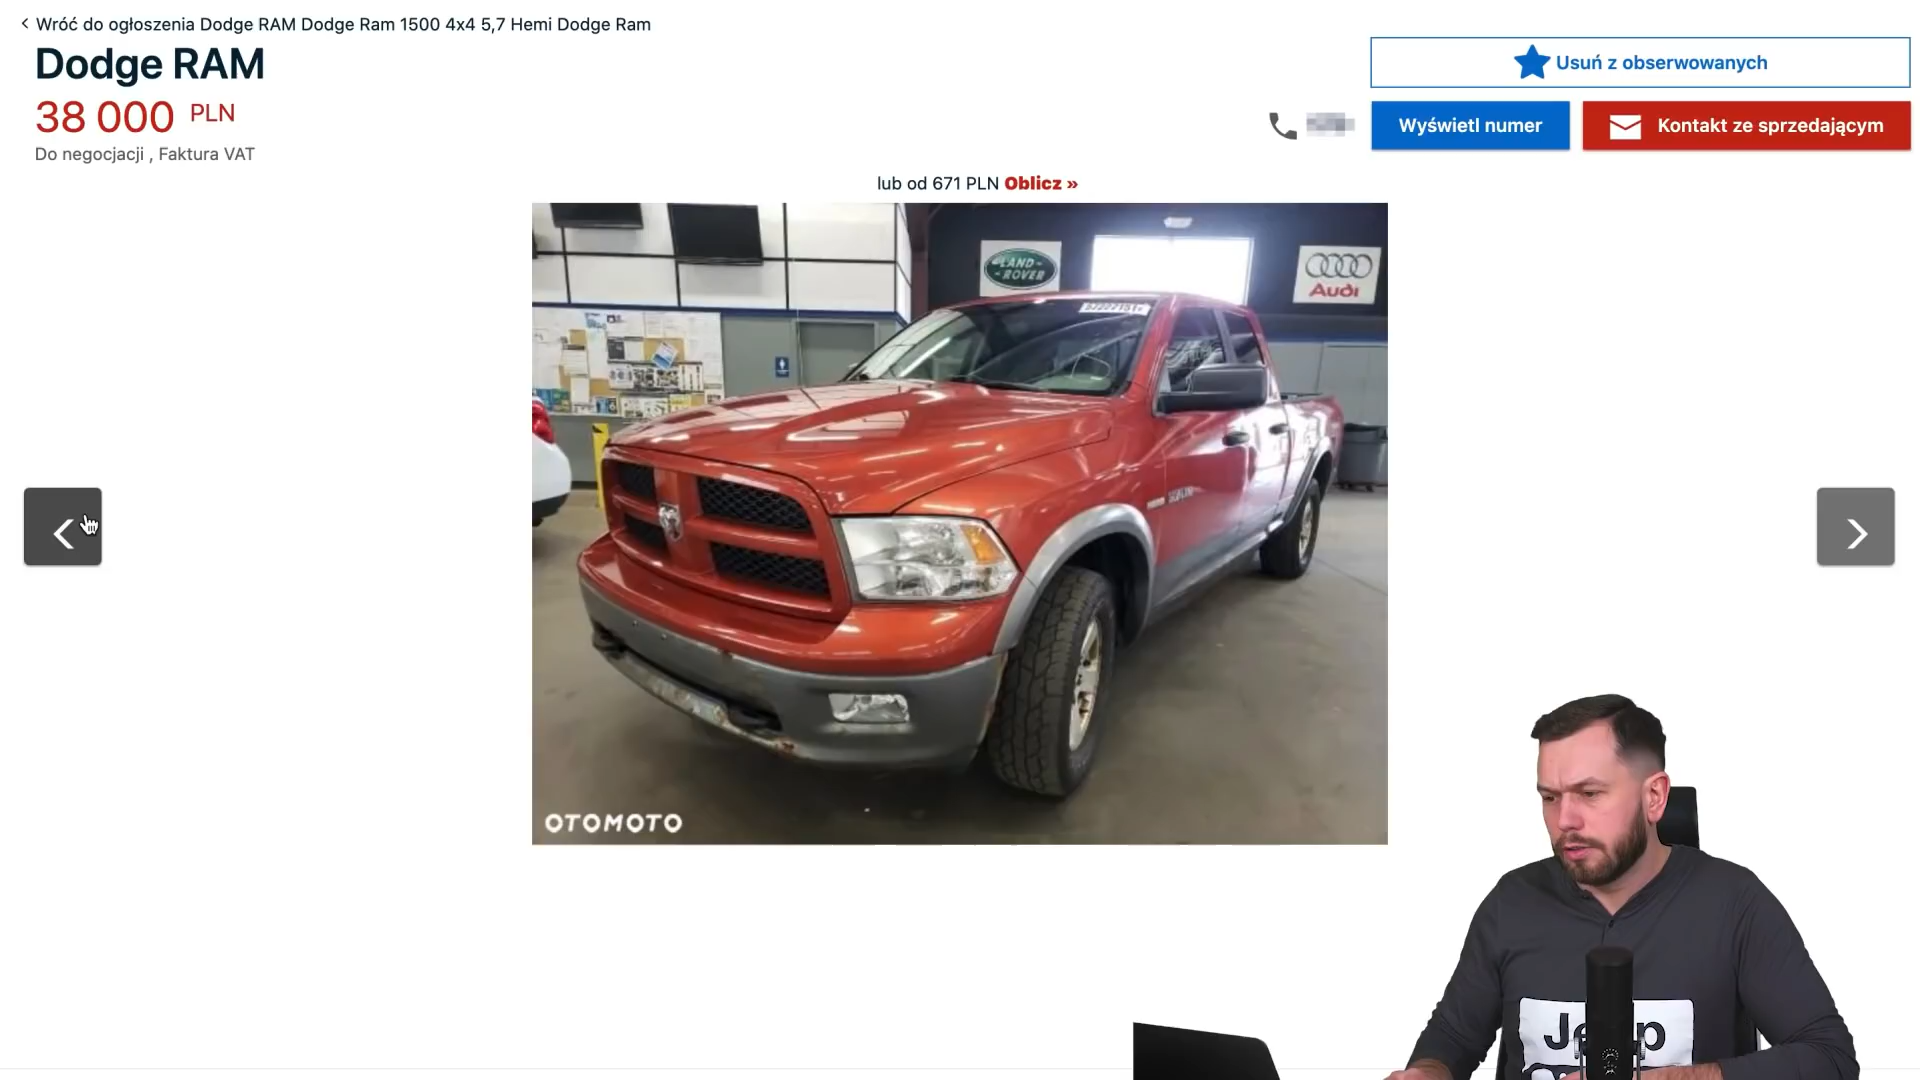 Wróć do ogłoszenia Dodge RAM Dodge Ram 1500 4x4 5,7 Hemi Dodge Ram
Dodge RAM
38 000 PLN
Do negocjacji , Faktura VAT
Usuń z obserwowanych
Wyświetl numer
Kontakt ze sprzedającym
lub od 671 PLN Oblicz »
LAND-
-ROVER
Audi
OTOMOTO